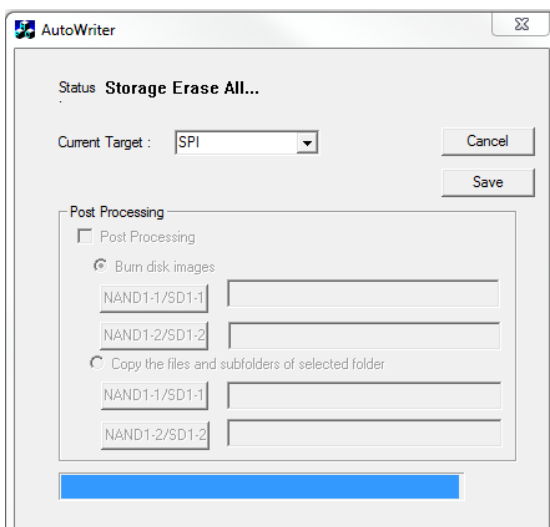 AutoWriter
Status Storage Erase All...
Current Target : SPI
Cancel
Save
Post Processing
Post Processing
Burn disk images
NAND1-1/SD1-1
NAND1-2/SD1-2
Copy the files and subfolders of selected folder
NAND1-1/SD1-1
NAND1-2/SD1-2